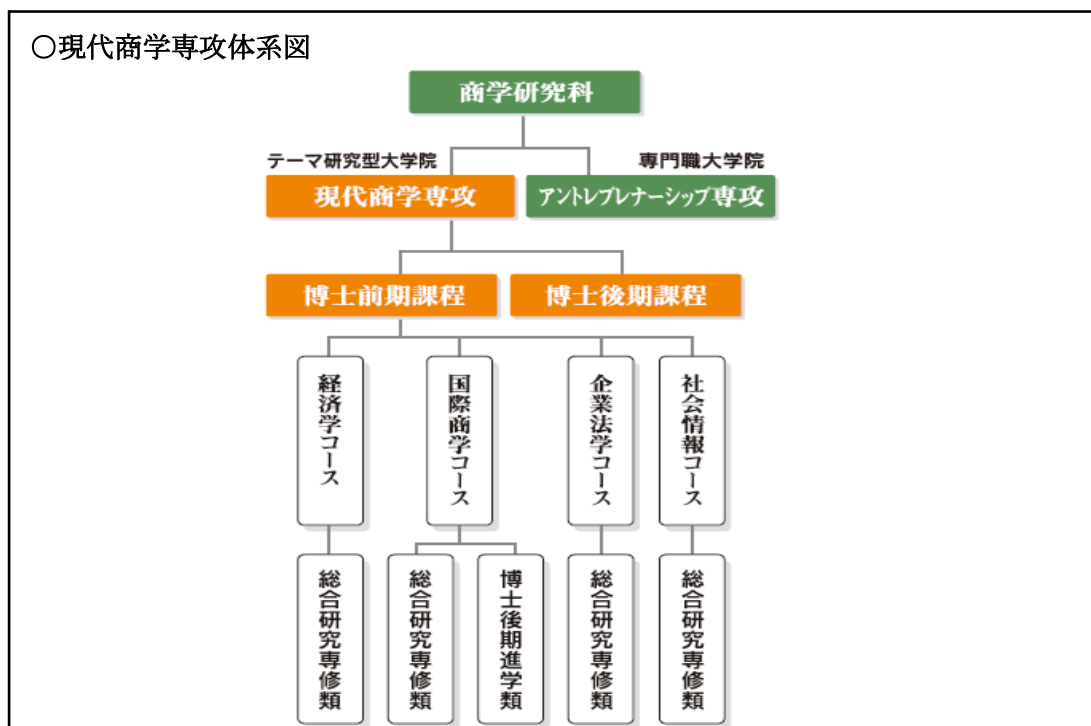 〇現代商学専攻体系図
商学研究科
テーマ研究型大学院
専門職大学院
現代商学専攻
アントレプレナーシップ専攻
博士前期課程
博士後期課程
経済学コース
国際商学コース
企業法学コース
社会情報コース
総合研究専修類
総合研究専修類
博士後期進学類
総合研究専修類
総合研究専修類